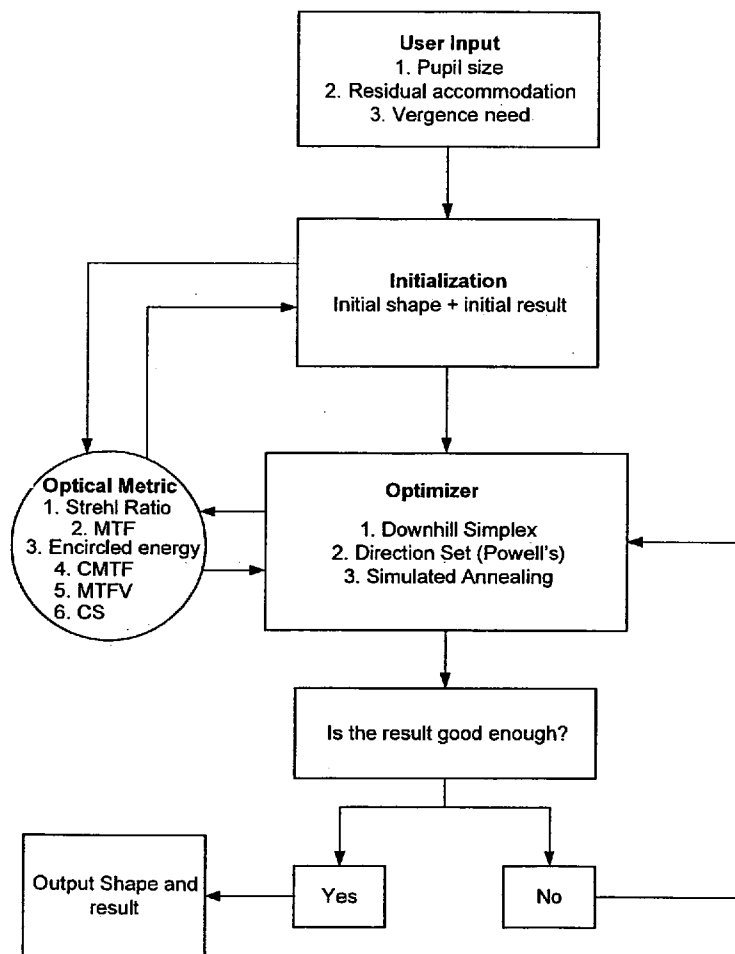 User Input
1. Pupil size
2. Residual accommodation
3. Vergence need
Initialization
Initial shape + initial result
Optical Metric
1. Strehl Ratio
2. MTF
3. Encircled energy
4. CMTF
5. MTFV
6. CS
Optimizer
1. Downhill Simplex
2. Direction Set (Powell's)
3. Simulated Annealing
Is the result good enough?
Output Shape and
result
Yes
No